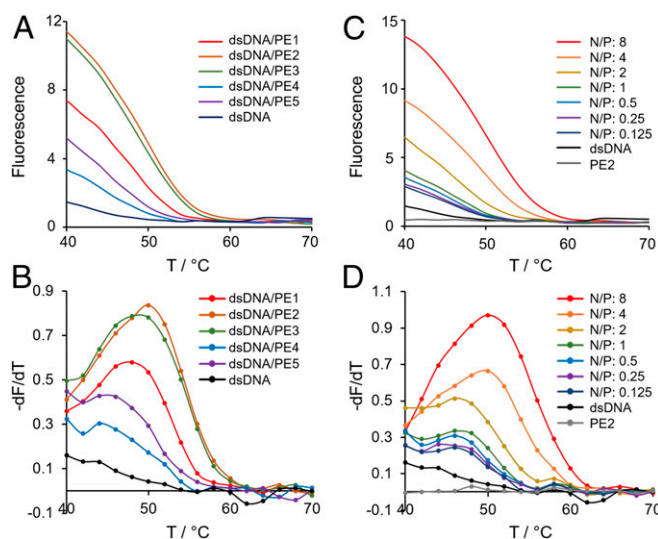 A
12
8
4
0
Fluorescence
40 50 60 70
T / °C
dsDNA/PE1
dsDNA/PE2
dsDNA/PE3
dsDNA/PE4
dsDNA/PE5
dsDNA
C
15
10
5
0
Fluorescence
40 50 60 70
T / °C
N/P: 8
N/P: 4
N/P: 2
N/P: 1
N/P: 0.5
N/P: 0.25
N/P: 0.125
dsDNA
PE2
B
0.9
0.7
0.5
0.3
0.1
-0.1
-dF/dT
40 50 60 70
T / °C
dsDNA/PE1
dsDNA/PE2
dsDNA/PE3
dsDNA/PE4
dsDNA/PE5
dsDNA
D
1.1
0.9
0.7
0.5
0.3
0.1
-0.1
-dF/dT
40 50 60 70
T / °C
N/P: 8
N/P: 4
N/P: 2
N/P: 1
N/P: 0.5
N/P: 0.25
N/P: 0.125
dsDNA
PE2